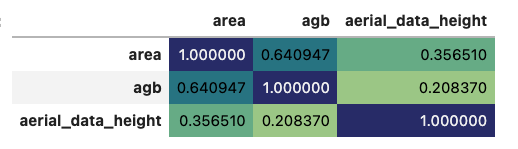 area agb aerial_data_height
area 1.000000 0.640947 0.356510
agb 0.640947 1.000000 0.208370
aerial_data_height 0.356510 0.208370 1.000000